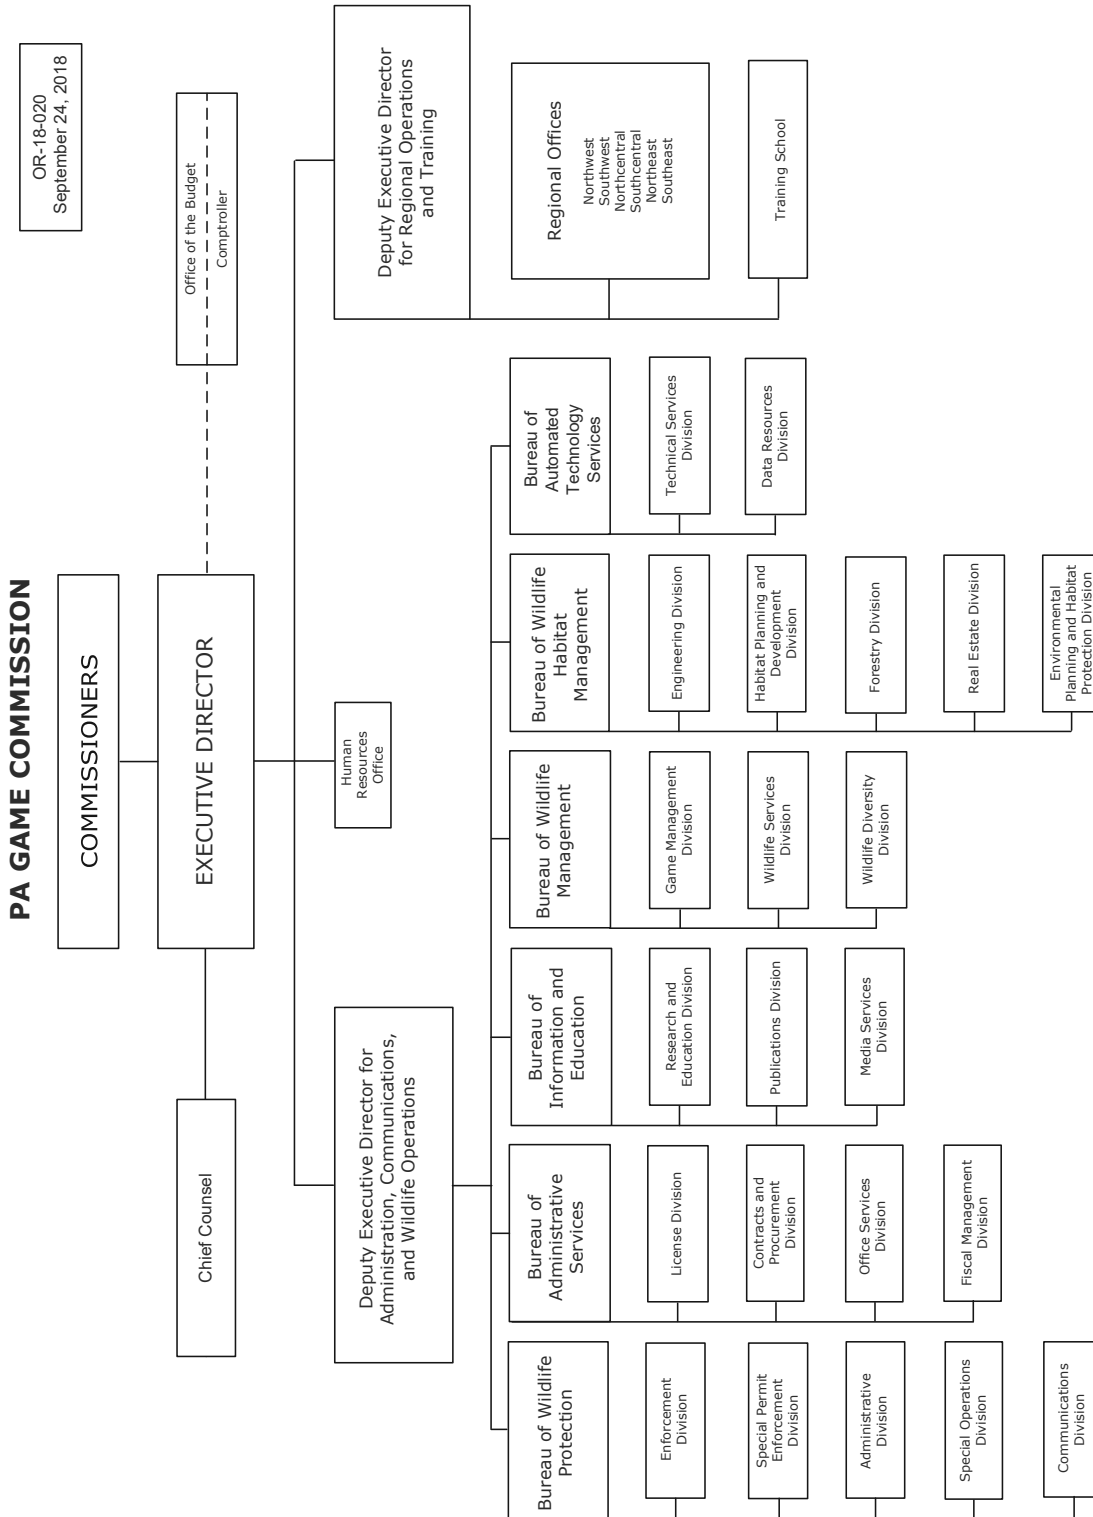 PA GAME COMMISSION
OR-18-020
September 24, 2018
COMMISSIONERS
EXECUTIVE DIRECTOR
Chief Counsel
Office of the Budget
Comptroller
Human
Resources
Office
Deputy Executive Director for
Administration, Communications,
and Wildlife Operations
Deputy Executive Director
for Regional Operations
and Training
Bureau of Wildlife
Protection
Enforcement
Division
Special Permit
Enforcement
Division
Administrative
Division
Special Operations
Division
Communications
Division
Bureau of
Administrative
Services
License Division
Contracts and
Procurement
Division
Office Services
Division
Fiscal Management
Division
Bureau of
Information and
Education
Research and
Education Division
Publications Division
Media Services
Division
Bureau of Wildlife
Management
Game Management
Division
Wildlife Services
Division
Wildlife Diversity
Division
Bureau of Wildlife
Habitat
Management
Engineering Division
Habitat Planning and
Development
Division
Forestry Division
Real Estate Division
Environmental
Planning and Habitat
Protection Division
Bureau of
Automated
Technology
Services
Technical Services
Division
Data Resources
Division
Regional Offices
Northwest
Southwest
Northcentral
Southcentral
Northeast
Southeast
Training School